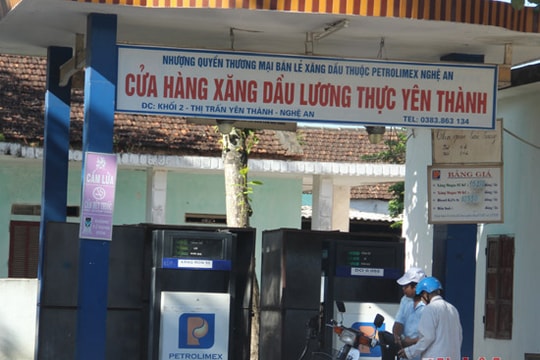 NHƯỢNG QUYỀN THƯƠNG MẠI BÁN LẺ XĂNG DẦU THUỘC PETROLIMEX NGHỆ AN
CỬA HÀNG XĂNG DẦU LƯƠNG THỰC YÊN THÀNH
ĐC: KHỐI 2 - THỊ TRẤN YÊN THÀNH - NGHỆ AN
TEL: 0383.863 134
CẤM LỬA
BẢNG GIÁ
PETROLIMEX